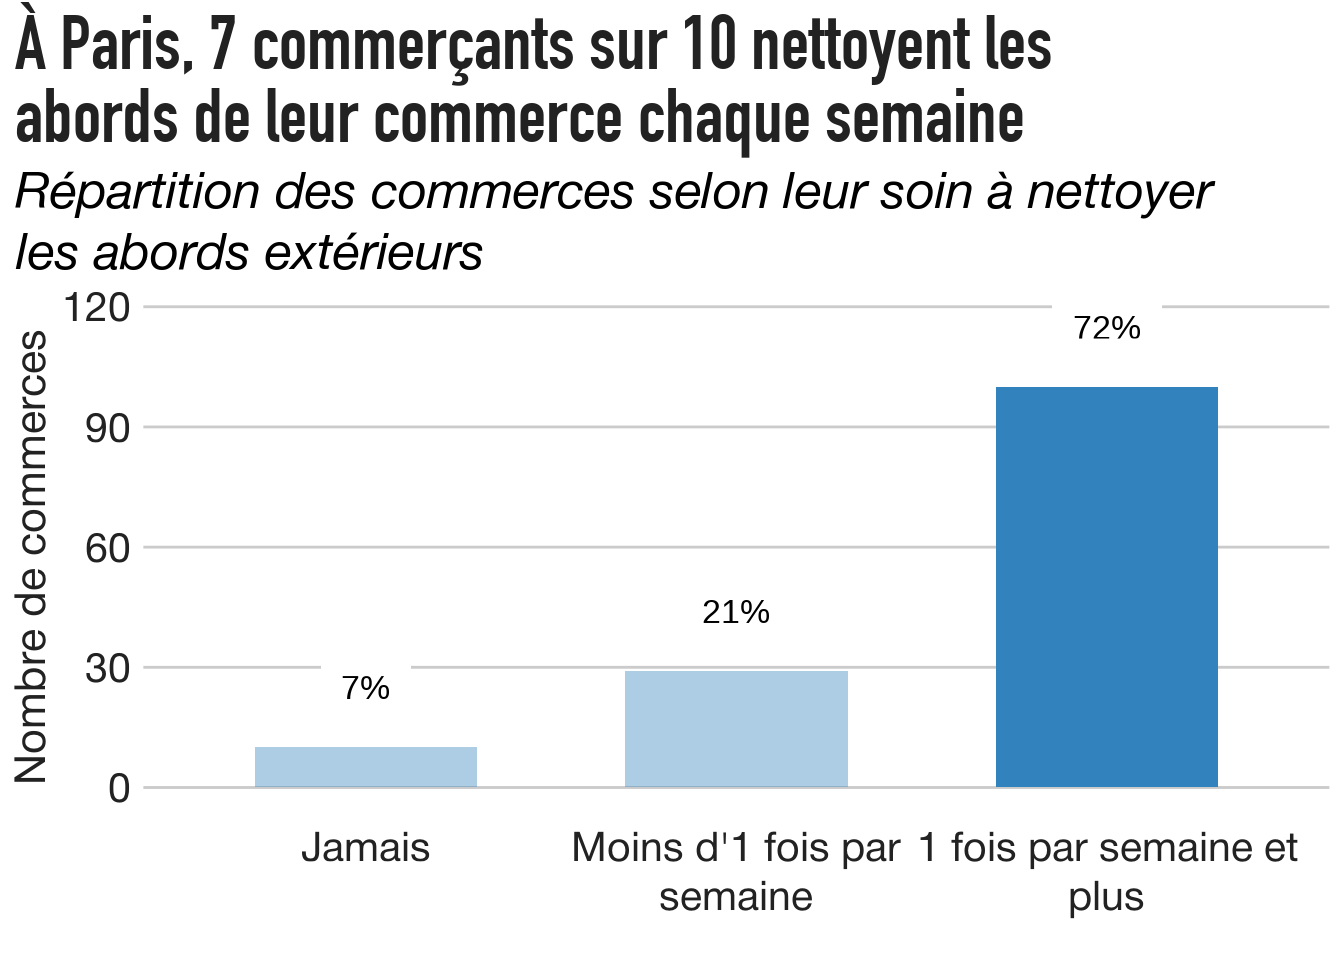 À Paris, 7 commerçants sur 10 nettoyent les
abords de leur commerce chaque semaine
Répartition des commerces selon leur soin à nettoyer
les abords extérieurs
Nombre de commerces
120
90
60
30
0
7%
21%
72%
Jamais
Moins d'1 fois par
semaine
1 fois par semaine et
plus